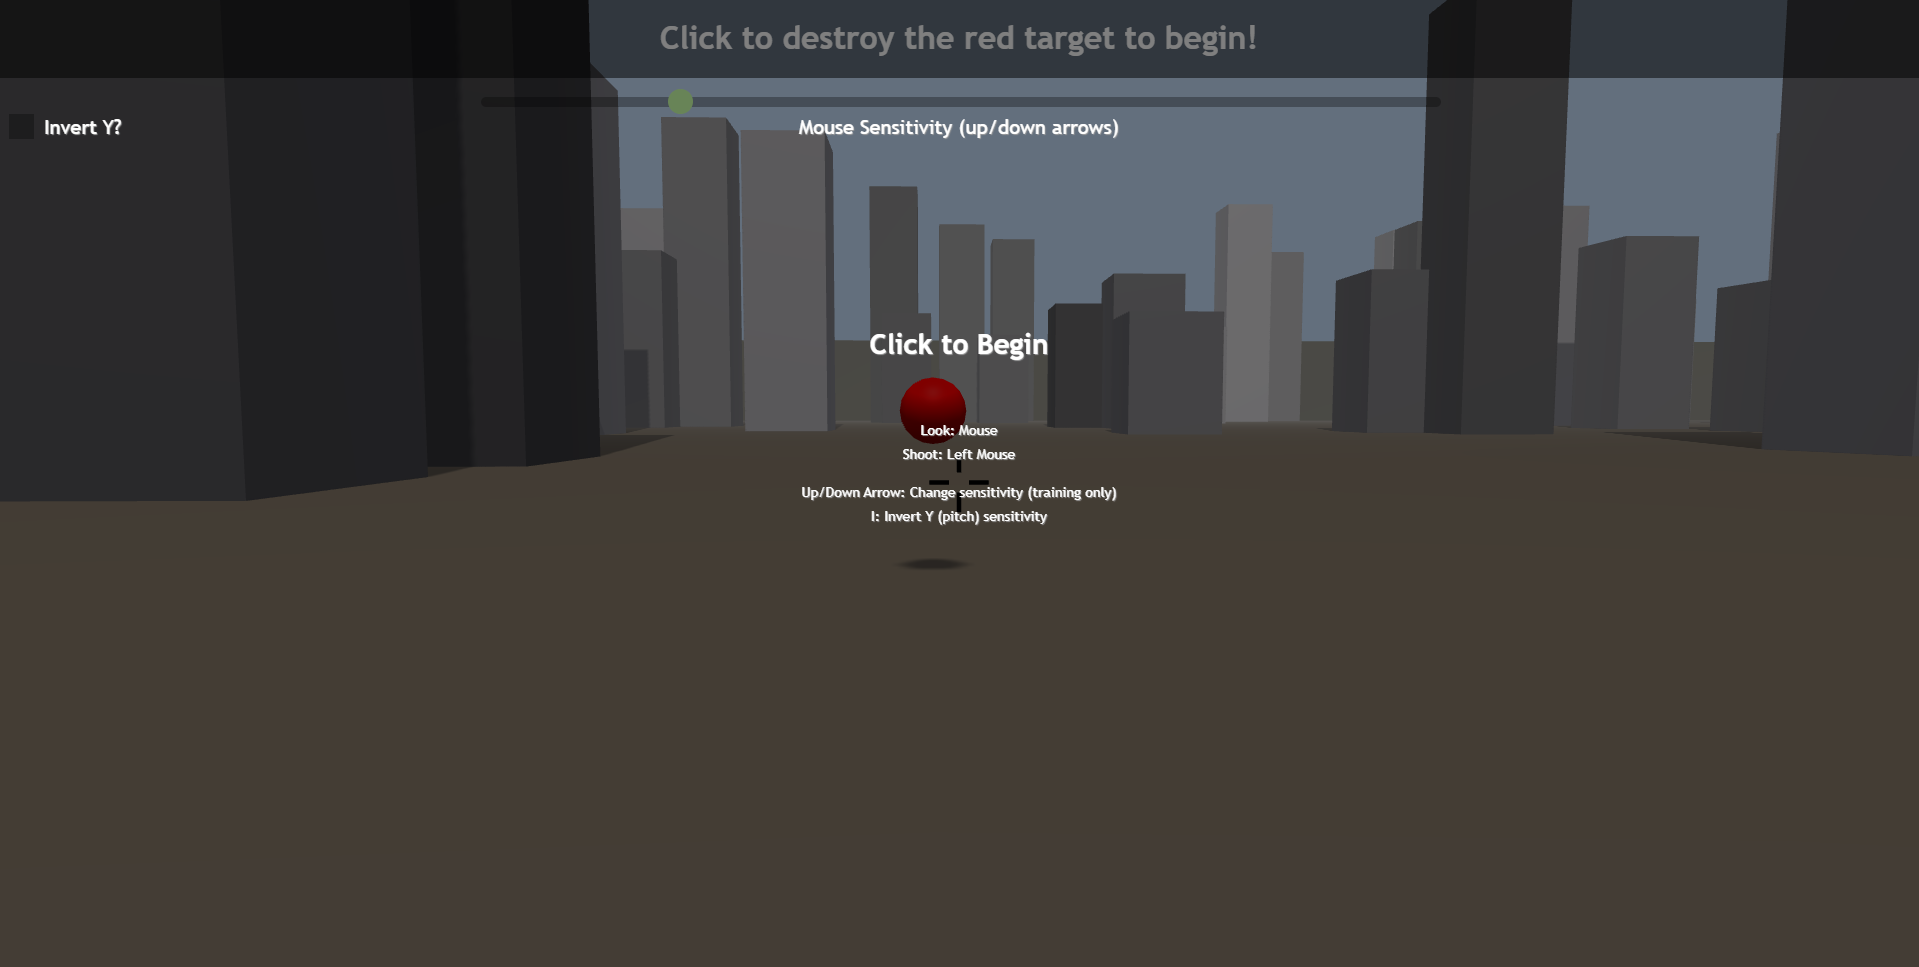 Click to destroy the red target to begin!
Invert Y?
Mouse Sensitivity (up/down arrows)
Click to Begin
Look: Mouse
Shoot: Left Mouse
Up/Down Arrow: Change sensitivity (training only)
I: Invert Y (pitch) sensitivity